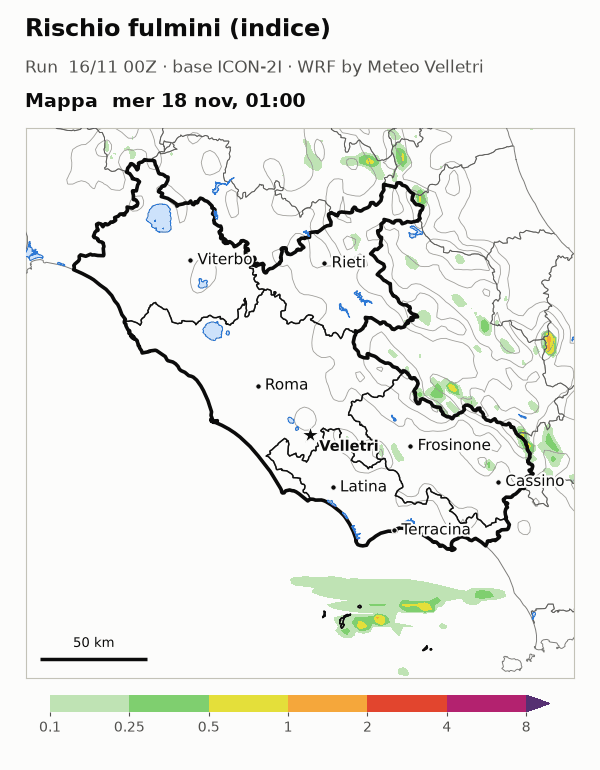 Rischio fulmini (indice)
Run  16/11 00Z · base ICON-2I · WRF by Meteo Velletri
Mappa  mer 18 nov, 01:00
Viterbo
Rieti
Roma
Velletri
Frosinone
Latina
Cassino
Terracina
50 km
0.1 0.25 0.5 1 2 4 8